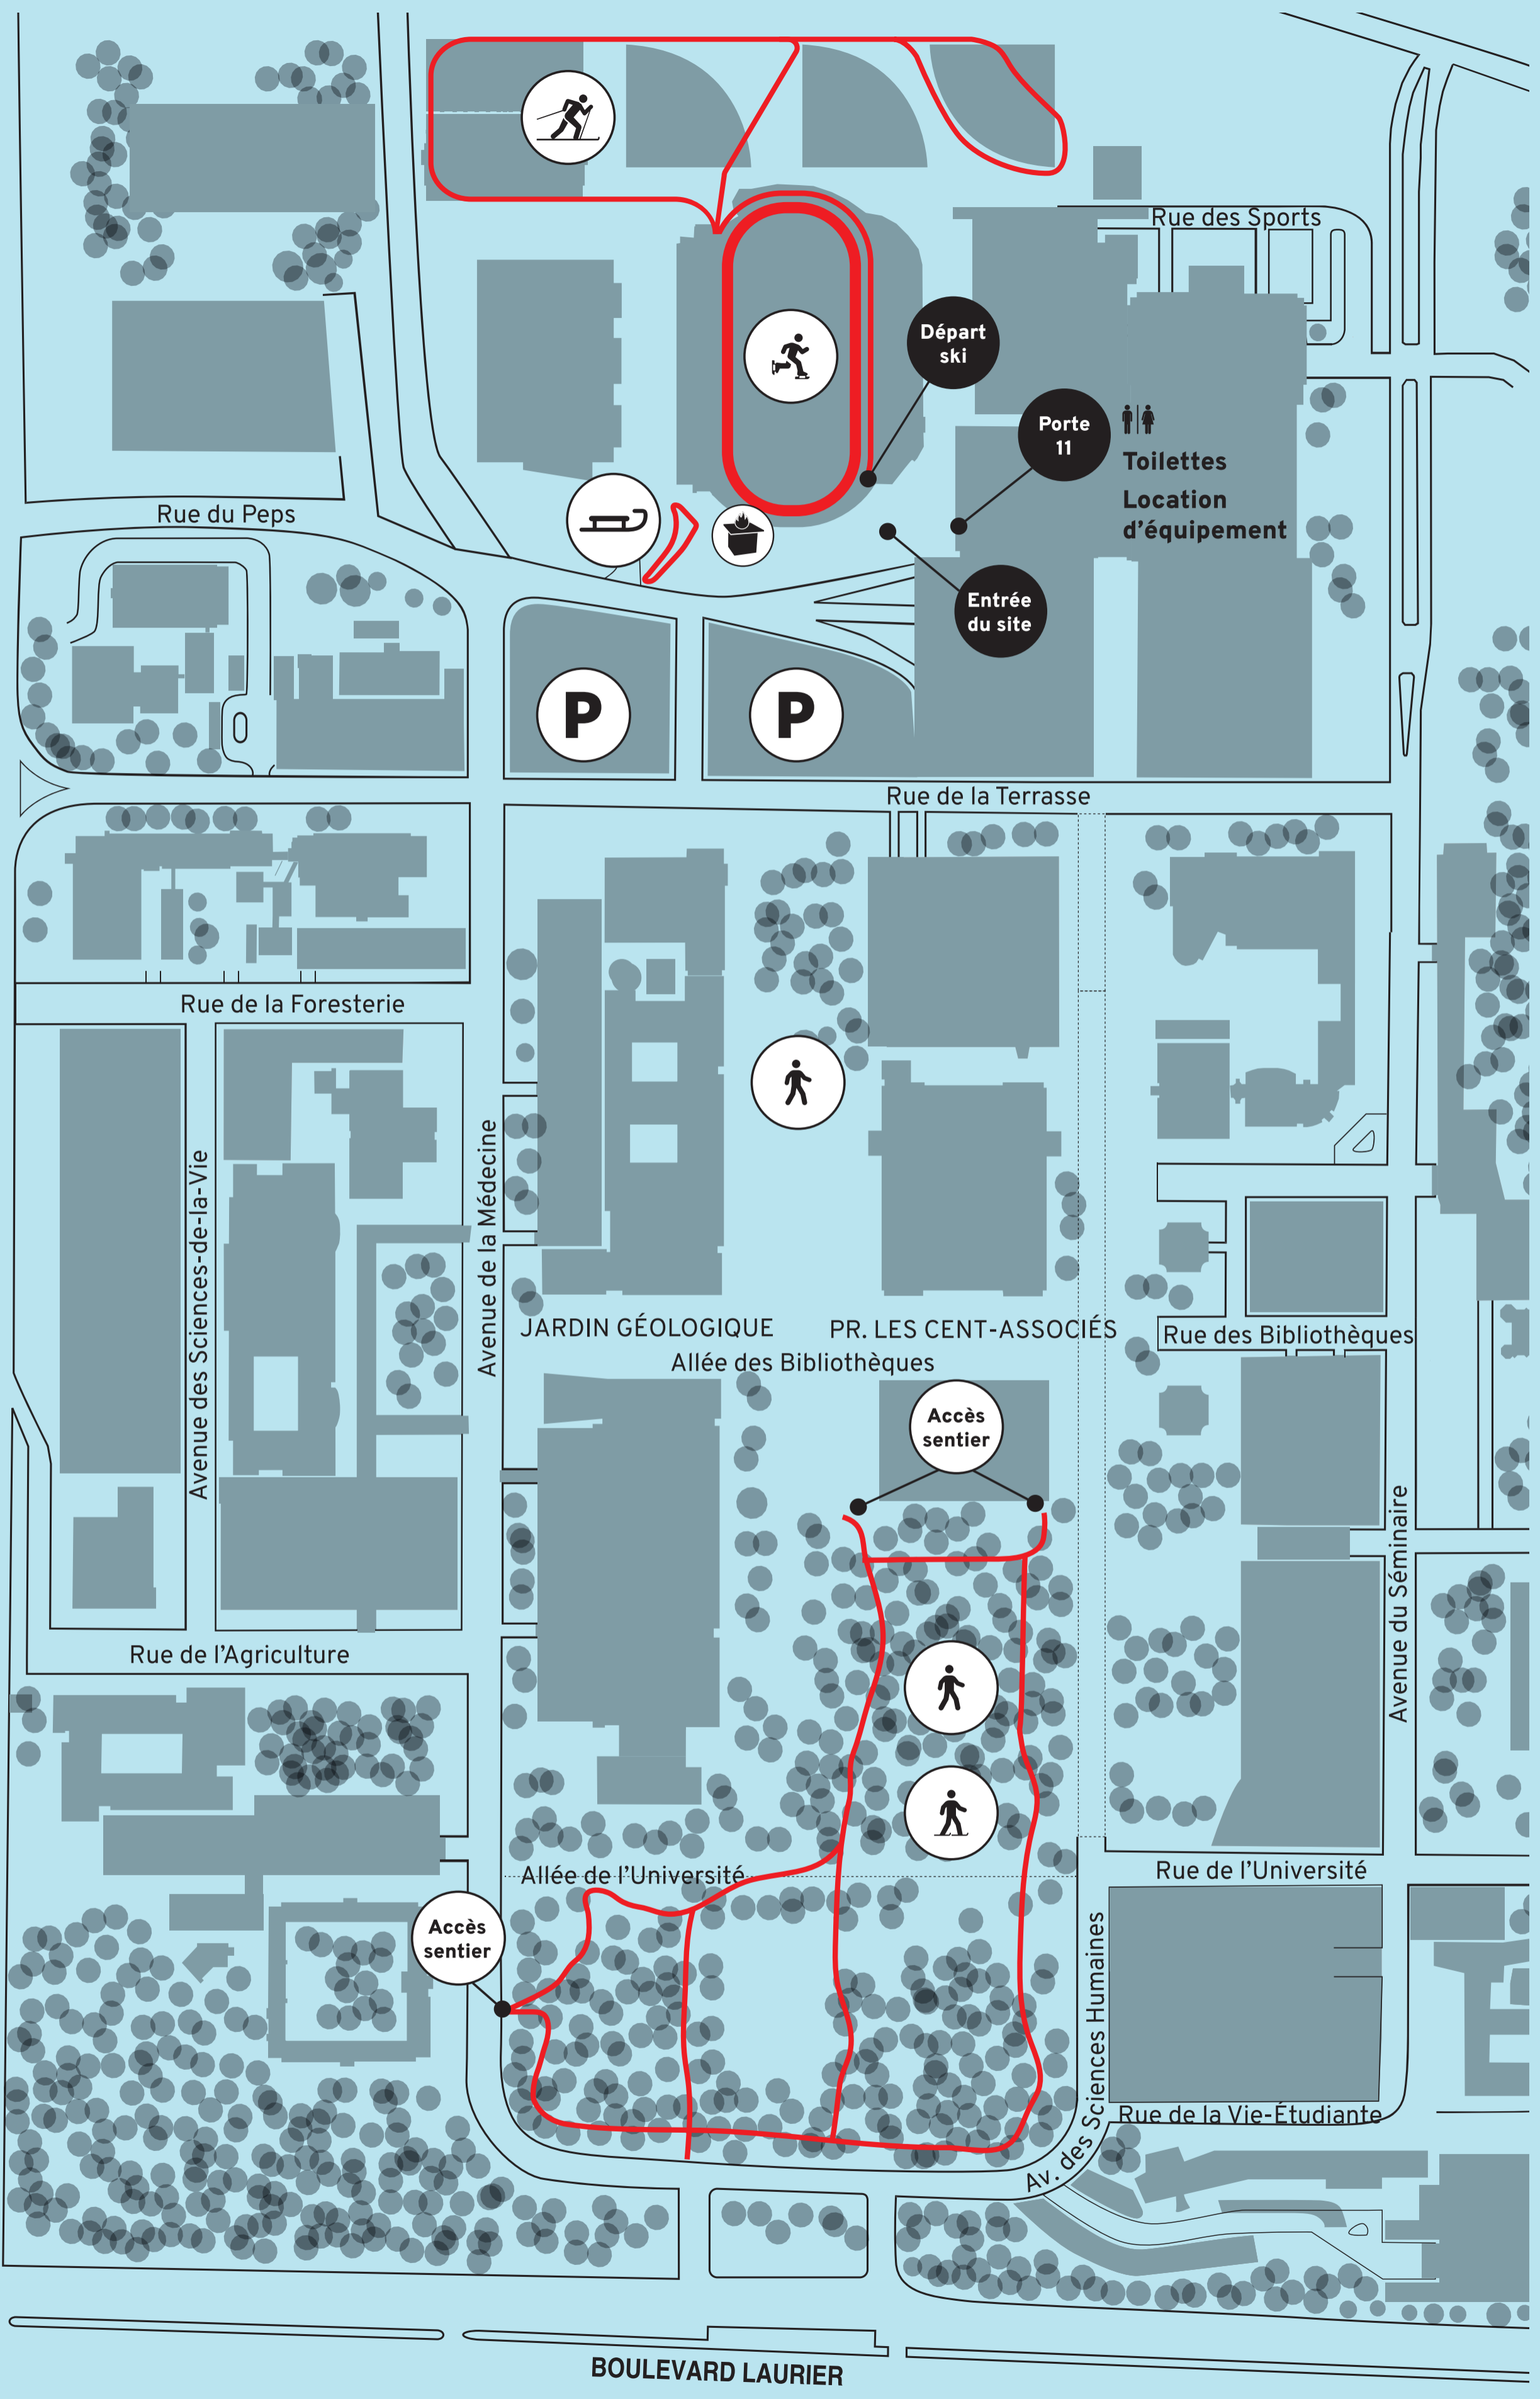 Rue des Sports
Départ
ski
Porte
11
Toilettes
Location
d'équipement
Rue du Peps
Entrée
du site
P
P
Rue de la Terrasse
Rue de la Foresterie
Avenue des Sciences-de-la-Vie
Avenue de la Médecine
JARDIN GÉOLOGIQUE
PR. LES CENT-ASSOCIÉS
Rue des Bibliothèques
Allée des Bibliothèques
Accès
sentier
Avenue du Séminaire
Rue de l'Agriculture
Allée de l'Université
Rue de l'Université
Accès
sentier
Av. des Sciences Humaines
Rue de la Vie-Étudiante
BOULEVARD LAURIER